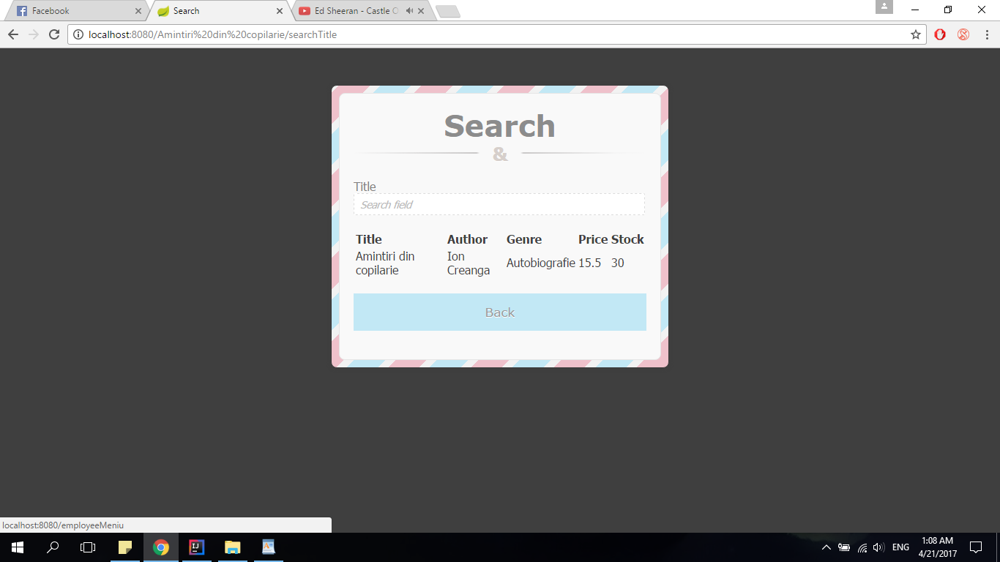 Facebook
Search
Ed Sheeran - Castle O
localhost:8080/Amintiri%20din%20copilarie/searchTitle
Search
&
Title
Search field
Title Author Genre Price Stock
Amintiri din copilarie Ion Creanga Autobiografie 15.5 30
Back
localhost:8080/employeeMeniu
IJ
ENG
1:08 AM
4/21/2017